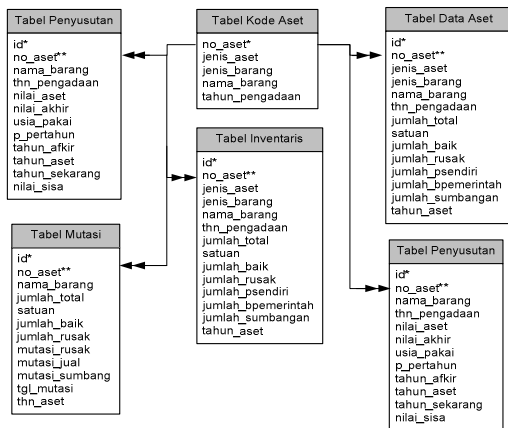 Tabel Penyusutan
id*
no_aset**
nama_barang
thn_pengadaan
nilai_aset
nilai_akhir
usia_pakai
p_pertahun
tahun_afkir
tahun_aset
tahun_sekarang
nilai_sisa
Tabel Kode Aset
no_aset*
jenis_aset
jenis_barang
nama_barang
tahun_pengadaan
Tabel Data Aset
id*
no_aset**
jenis_aset
jenis_barang
nama_barang
thn_pengadaan
jumlah_total
satuan
jumlah_baik
jumlah_rusak
jumlah_psendiri
jumlah_bpemerintah
jumlah_sumbangan
tahun_aset
Tabel Inventaris
id*
no_aset**
jenis_aset
jenis_barang
nama_barang
thn_pengadaan
jumlah_total
satuan
jumlah_baik
jumlah_rusak
jumlah_psendiri
jumlah_bpemerintah
jumlah_sumbangan
tahun_aset
Tabel Mutasi
id*
no_aset**
nama_barang
jumlah_total
satuan
jumlah_baik
jumlah_rusak
mutasi_rusak
mutasi_jual
mutasi_sumbang
tgl_mutasi
thn_aset
Tabel Penyusutan
id*
no_aset**
nama_barang
thn_pengadaan
nilai_aset
nilai_akhir
usia_pakai
p_pertahun
tahun_afkir
tahun_aset
tahun_sekarang
nilai_sisa